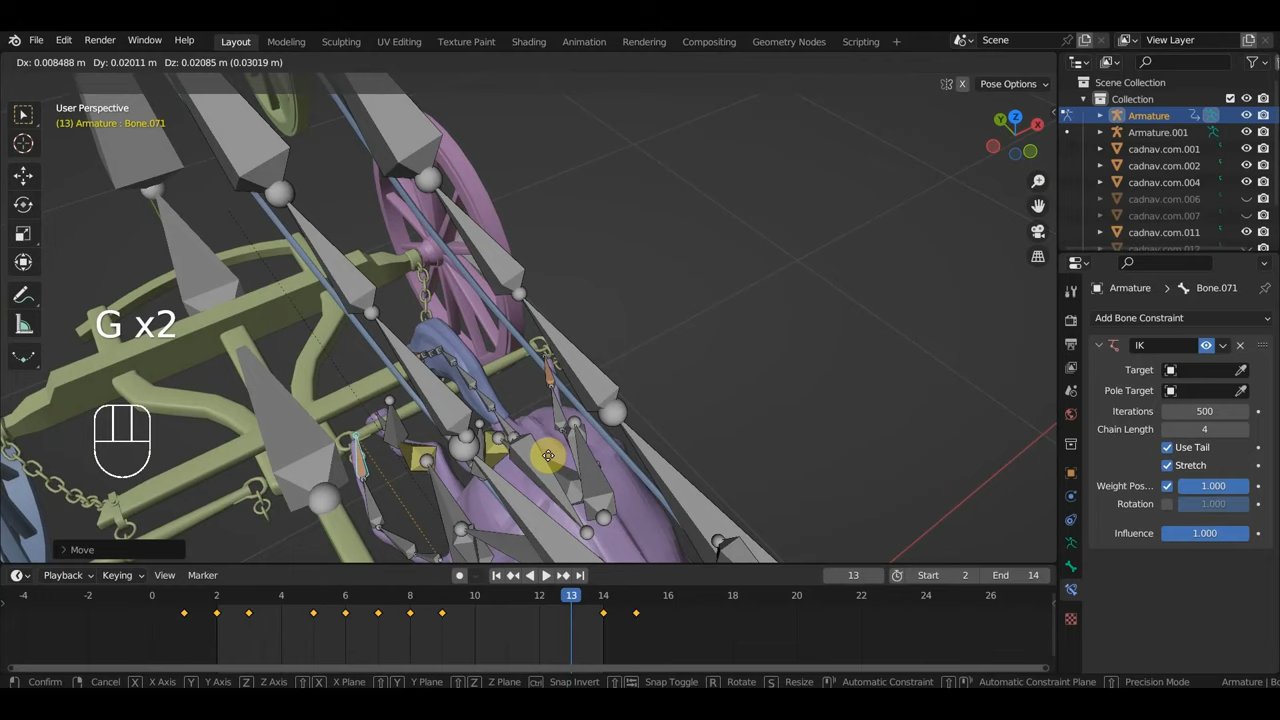 File Edit Render Window Help Layout Modeling Sculpting UV Editing Texture Paint Shading Animation Rendering Compositing Geometry Nodes Scripting + Scene View Layer
Dx: 0.008488 m Dy: 0.02011 m Dz: 0.02085 m (0.03019 m)
X Pose Options
User Perspective
(13) Armature : Bone.071
Z
Y
X
G x2
Move
Scene Collection
Collection
Armature
Armature.001
cadnav.com.001
cadnav.com.002
cadnav.com.004
cadnav.com.006
cadnav.com.007
cadnav.com.011
cadnav.com.012
Armature > Bone.071
Add Bone Constraint
IK
Target
Pole Target
Iterations 500
Chain Length 4
Use Tail
Stretch
Weight Pos... 1.000
Rotation 1.000
Influence 1.000
Playback Keying View Marker 13 Start 2 End 14
-4 -2 0 2 4 6 8 10 12 13 14 16 18 20 22 24 26
Confirm Cancel X X Axis Y Y Axis Z Z Axis X X Plane Y Y Plane Z Z Plane Ctrl Snap Invert Snap Toggle R Rotate S Resize Automatic Constraint Automatic Constraint Plane Precision Mode Armature | Bo